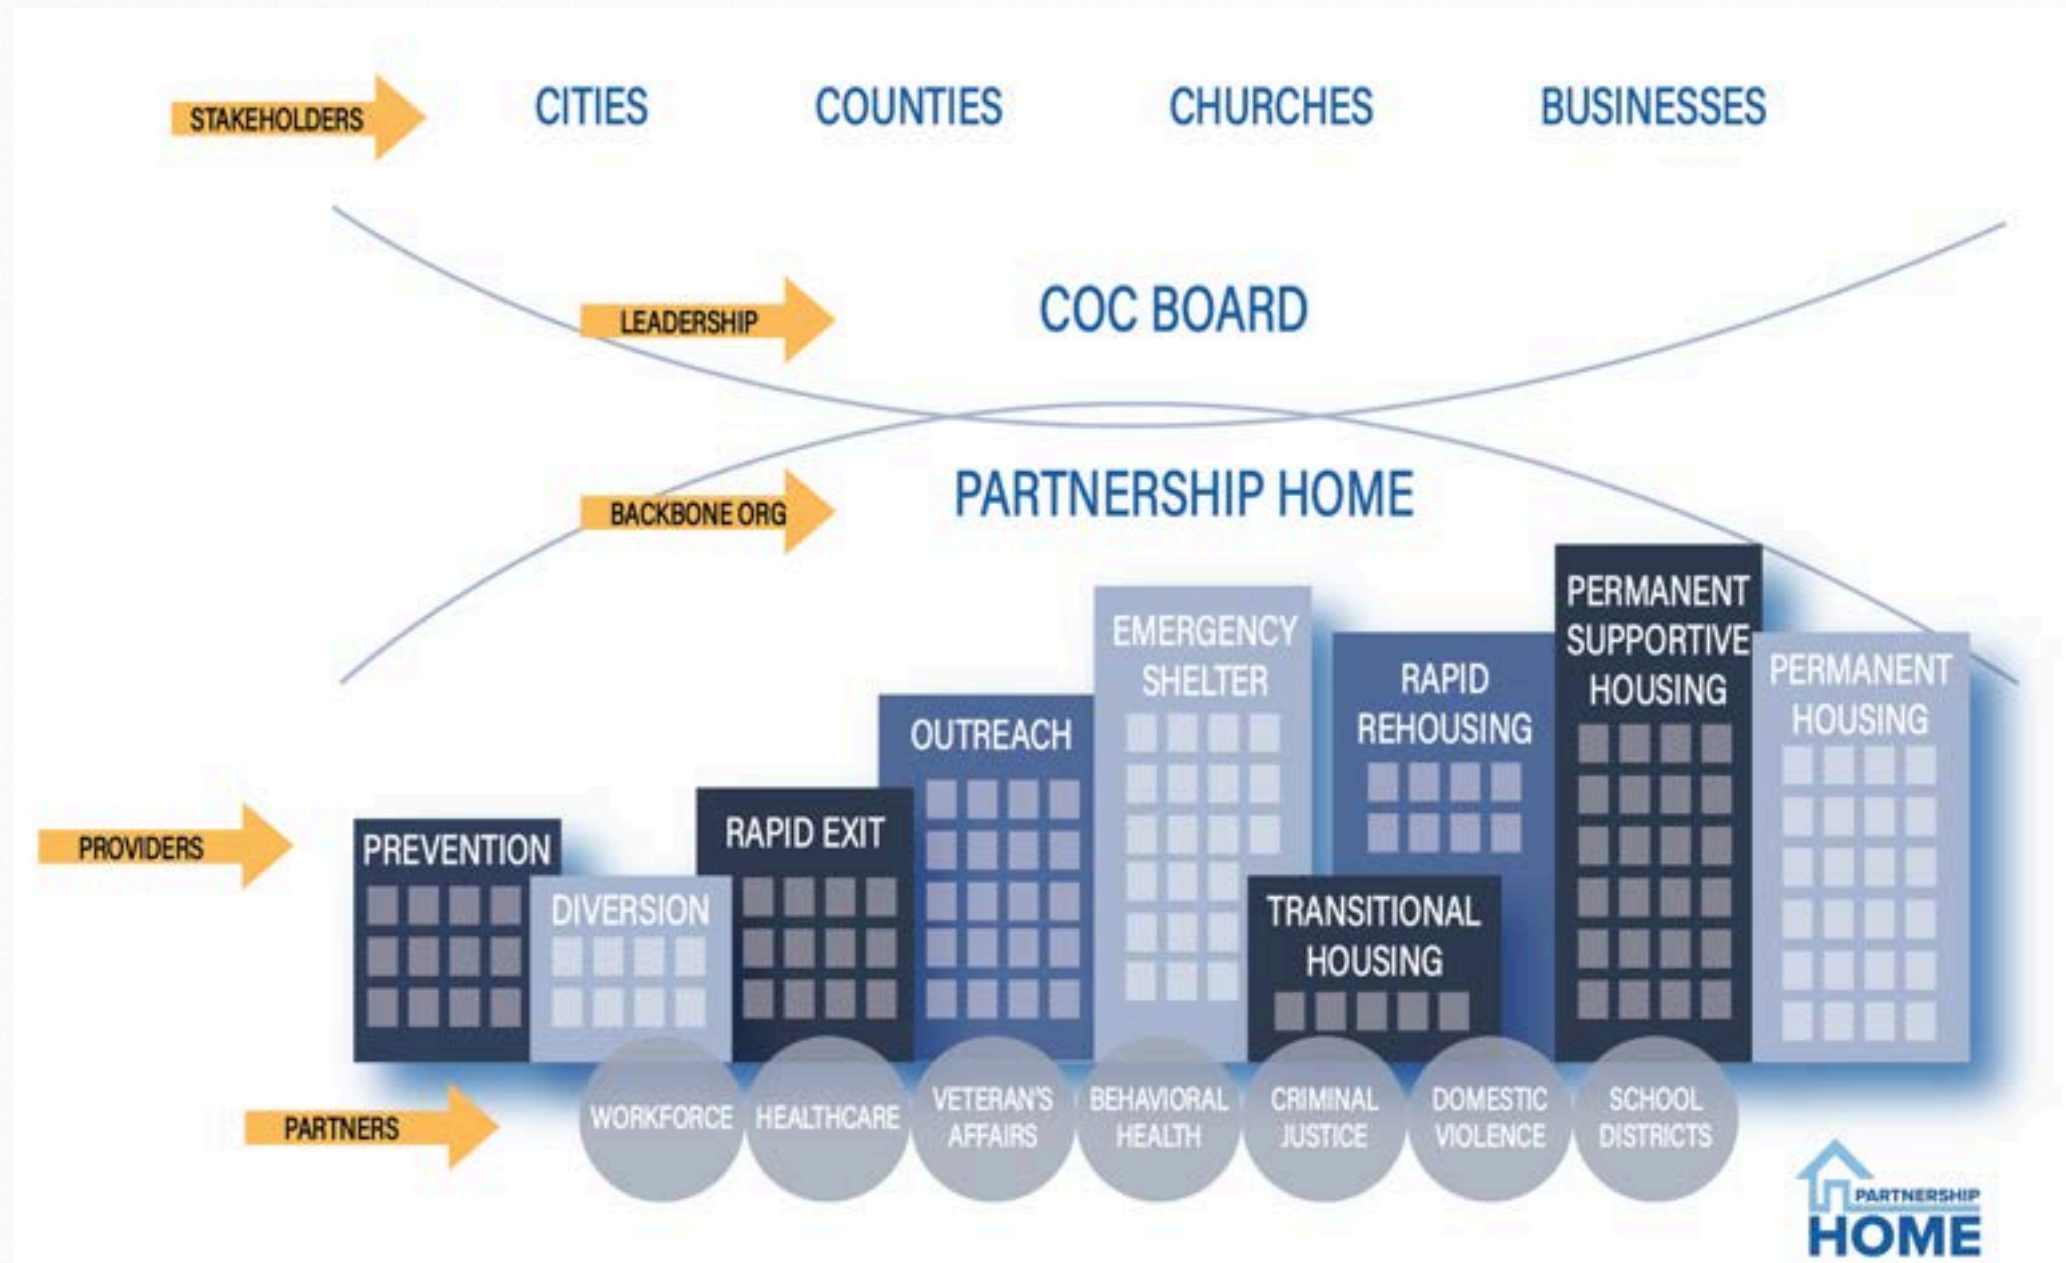 STAKEHOLDERS CITIES COUNTIES CHURCHES BUSINESSES
LEADERSHIP COC BOARD
BACKBONE ORG PARTNERSHIP HOME
PROVIDERS
PREVENTION
DIVERSION
RAPID EXIT
OUTREACH
EMERGENCY
SHELTER
TRANSITIONAL
HOUSING
RAPID
REHOUSING
PERMANENT
SUPPORTIVE
HOUSING
PERMANENT
HOUSING
PARTNERS
WORKFORCE
HEALTHCARE
VETERAN'S
AFFAIRS
BEHAVIORAL
HEALTH
CRIMINAL
JUSTICE
DOMESTIC
VIOLENCE
SCHOOL
DISTRICTS
PARTNERSHIP
HOME